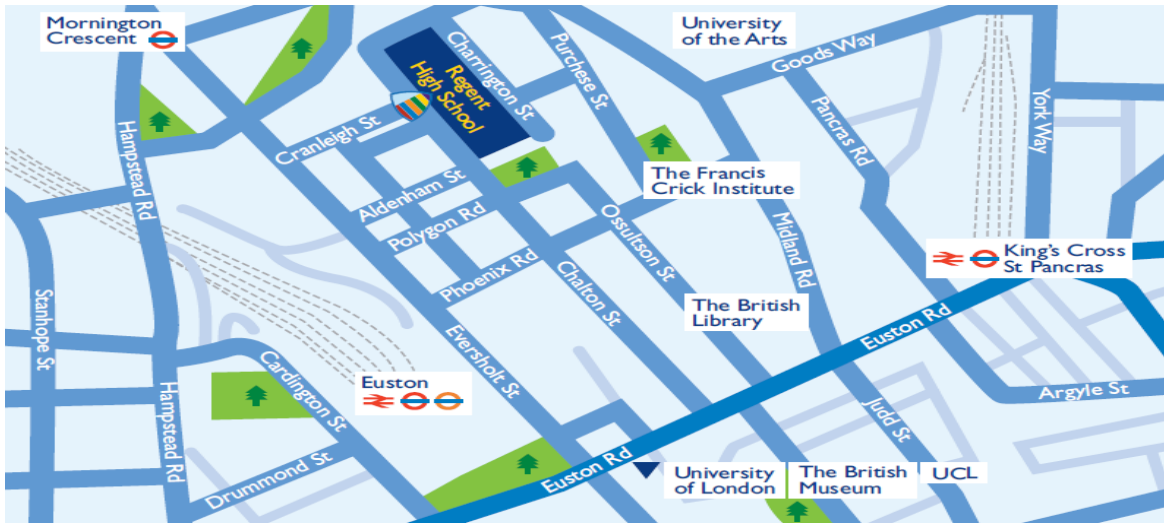 Mornington
Crescent
University
of the Arts
Goods Way
Charrington St
Purchese St
Regent
High School
York Way
Pancras Rd
Cranleigh St
Hampstead Rd
The Francis
Crick Institute
Aldenham St
Polygon Rd
Ossultson St
Midland Rd
King's Cross
St Pancras
Phoenix Rd
Chalton St
Stanhope St
The British
Library
Euston Rd
Eversholt St
Cardington St
Euston
Hampstead Rd
Argyle St
Judd St
Drummond St
Euston Rd
University
of London
The British
Museum
UCL